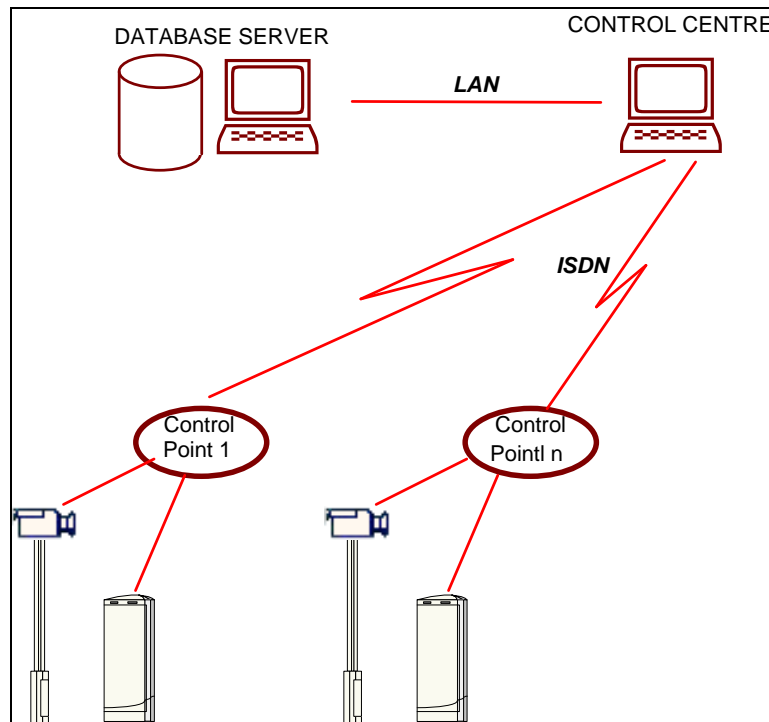 DATABASE SERVER
CONTROL CENTRE
LAN
ISDN
Control
Point 1
Control
Pointl n